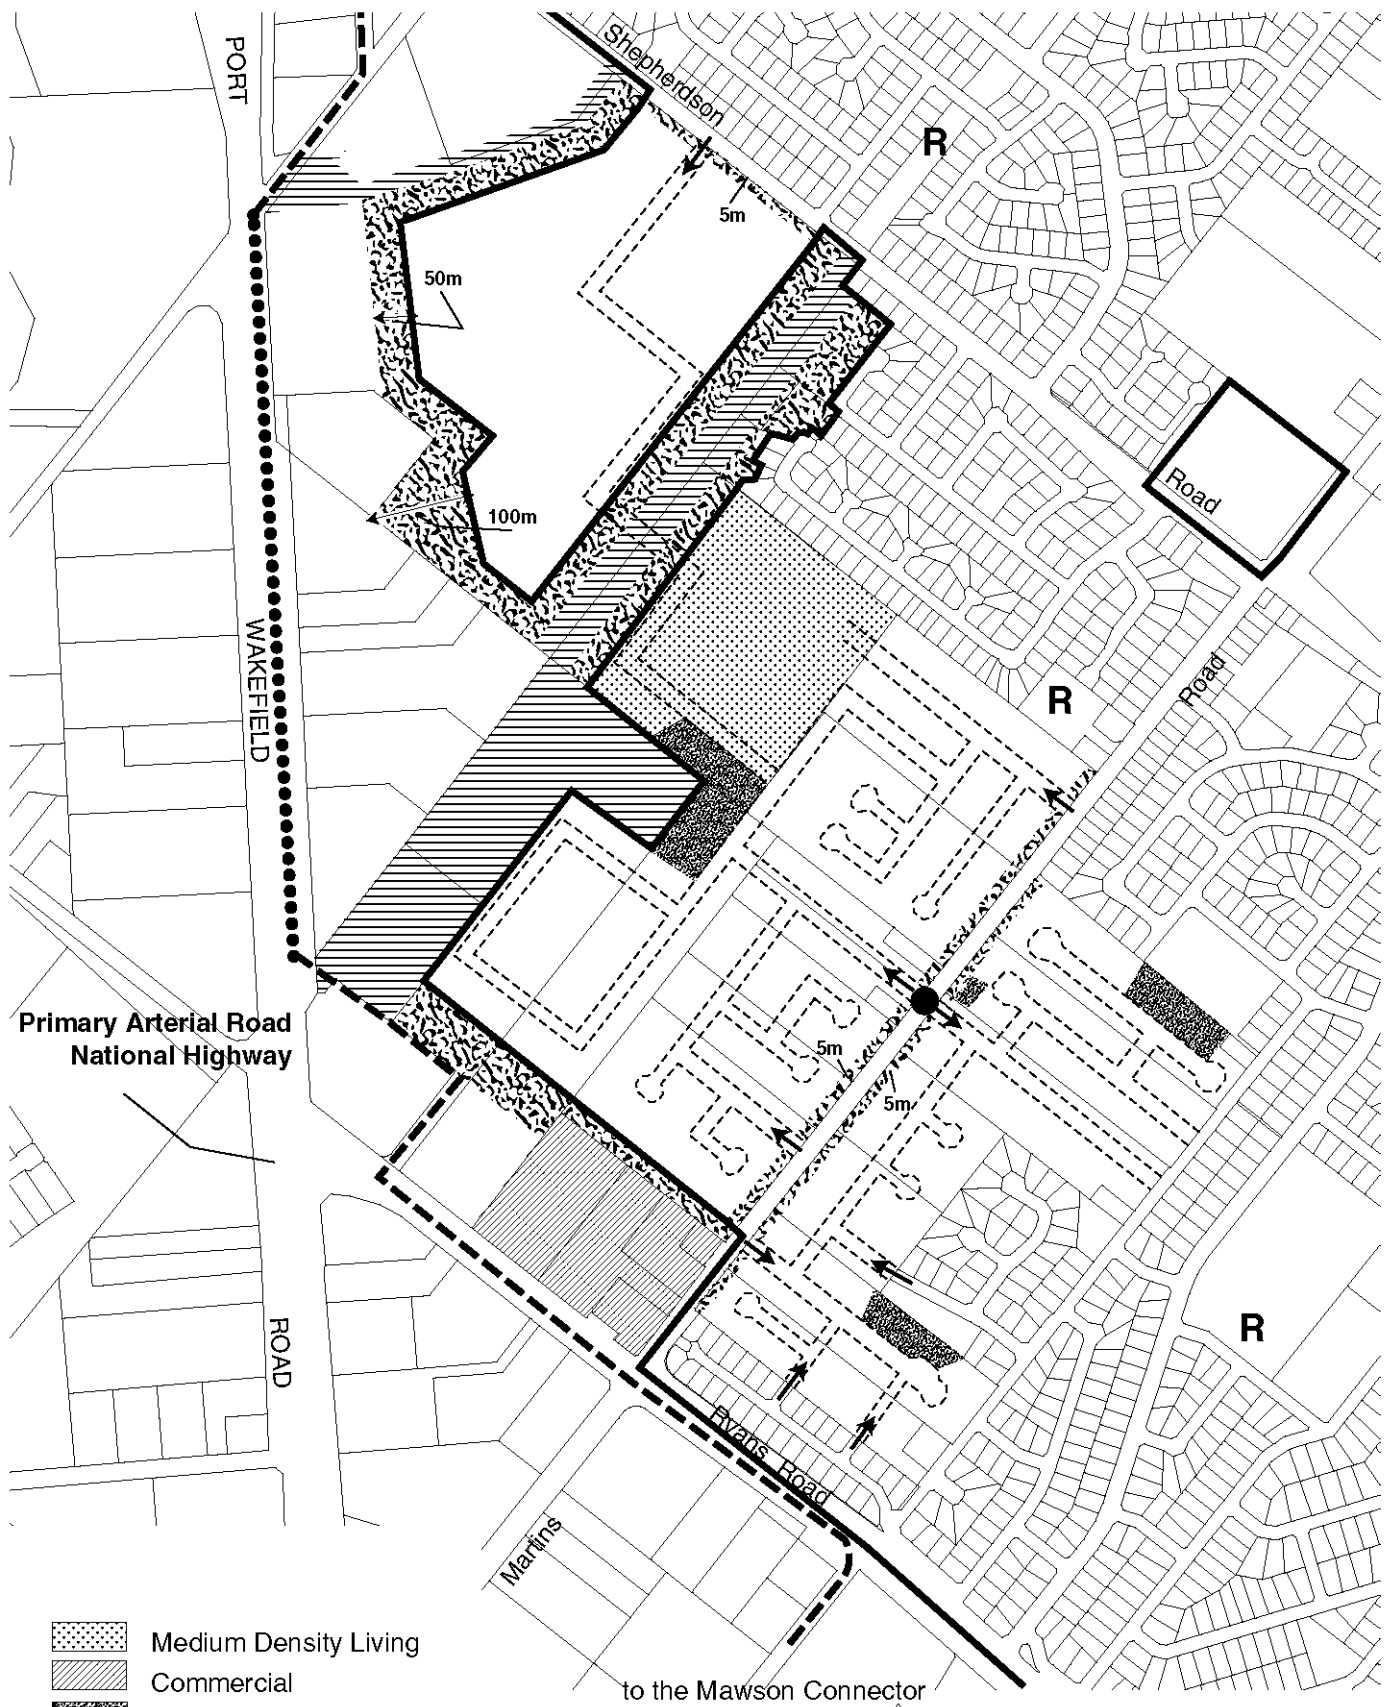 PORT
Shepherdson
R
5m
50m
Road
100m
WAKEFIELD
Road
R
Primary Arterial Road
National Highway
5m
5m
R
ROAD
Ryans Road
Martins
Medium Density Living
Commercial
to the Mawson Connector